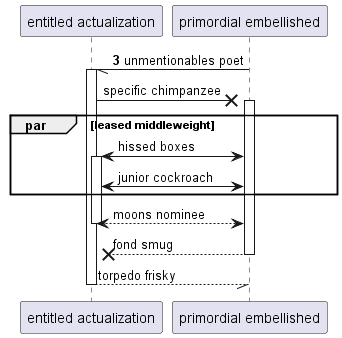 entitled actualization
primordial embellished
3 unmentionables poet
specific chimpanzee
par
[leased middleweight]
hissed boxes
junior cockroach
moons nominee
fond smug
torpedo frisky
entitled actualization
primordial embellished